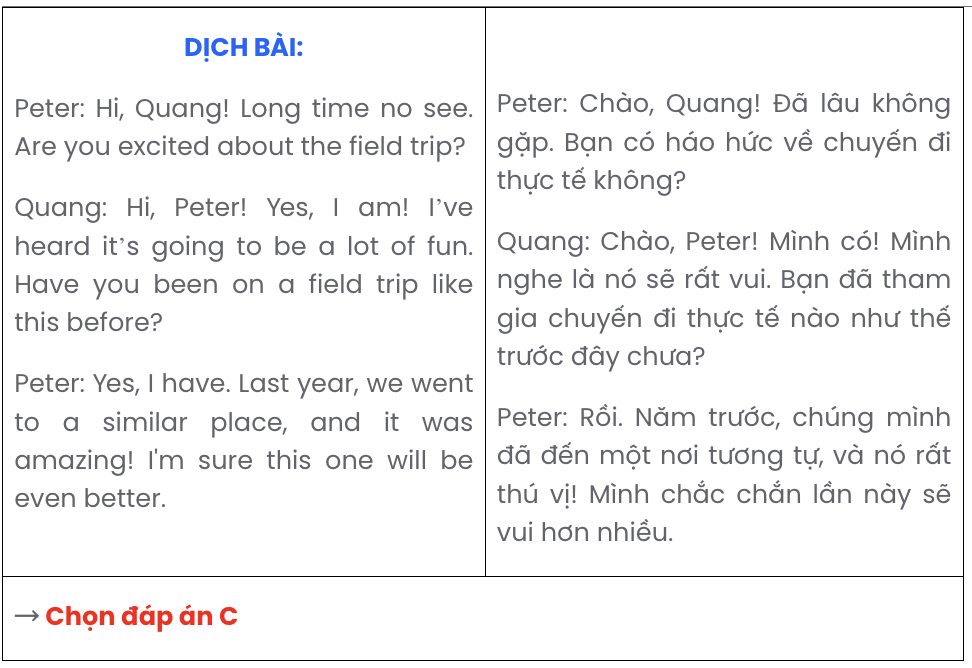 DỊCH BÀI:
Peter: Hi, Quang! Long time no see.
Are you excited about the field trip?
Quang: Hi, Peter! Yes, I am! I’ve
heard it’s going to be a lot of fun.
Have you been on a field trip like
this before?
Peter: Yes, I have. Last year, we went
to a similar place, and it was
amazing! I'm sure this one will be
even better.
Peter: Chào, Quang! Đã lâu không
gặp. Bạn có háo hức về chuyến đi
thực tế không?
Quang: Chào, Peter! Mình có! Mình
nghe là nó sẽ rất vui. Bạn đã tham
gia chuyến đi thực tế nào như thế
trước đây chưa?
Peter: Rồi. Năm trước, chúng mình
đã đến một nơi tương tự, và nó rất
thú vị! Mình chắc chắn lần này sẽ
vui hơn nhiều.
→ Chọn đáp án C